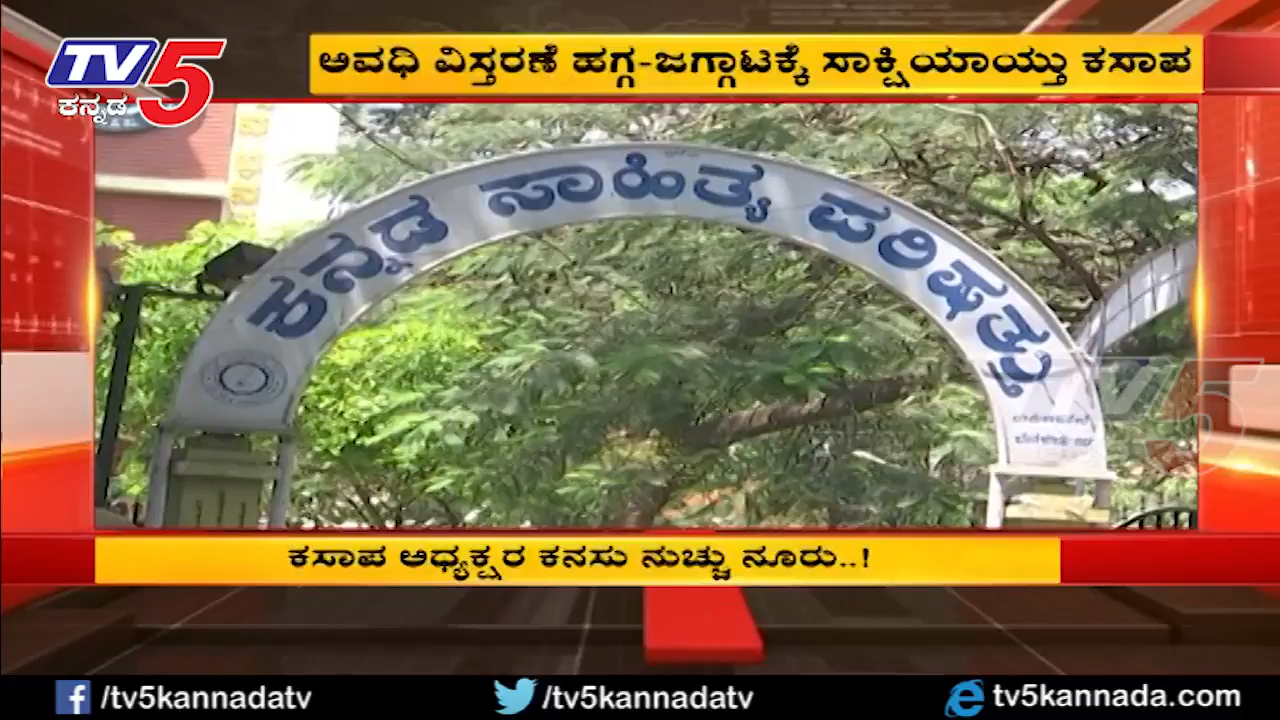 TV5
ಕನ್ನಡ
ಅವಧಿ ವಿಸ್ತರಣೆ ಹಗ್ಗ-ಜಗ್ಗಾಟಕ್ಕೆ ಸಾಕ್ಷಿಯಾಯ್ತು ಕಸಾಪ
ಕನ್ನಡ ಸಾಹಿತ್ಯ ಪರಿಷತ್ತು
TV5
ಕಸಾಪ ಅಧ್ಯಕ್ಷರ ಕನಸು ನುಚ್ಚು ನೂರು..!
/tv5kannadatv
/tv5kannadatv
tv5kannada.com